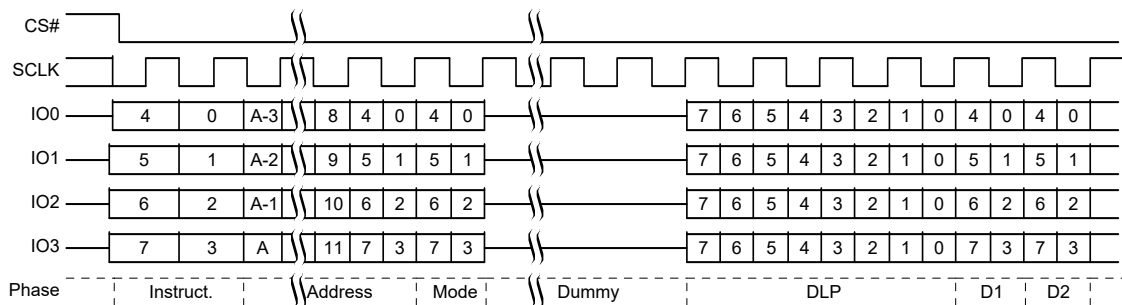 CS#
SCLK
IO0 4 0 A-3 8 4 0 4 0 7 6 5 4 3 2 1 0 4 0 4 0
IO1 5 1 A-2 9 5 1 5 1 7 6 5 4 3 2 1 0 5 1 5 1
IO2 6 2 A-1 10 6 2 6 2 7 6 5 4 3 2 1 0 6 2 6 2
IO3 7 3 A 11 7 3 7 3 7 6 5 4 3 2 1 0 7 3 7 3
Phase Instruct. Address Mode Dummy DLP D1 D2